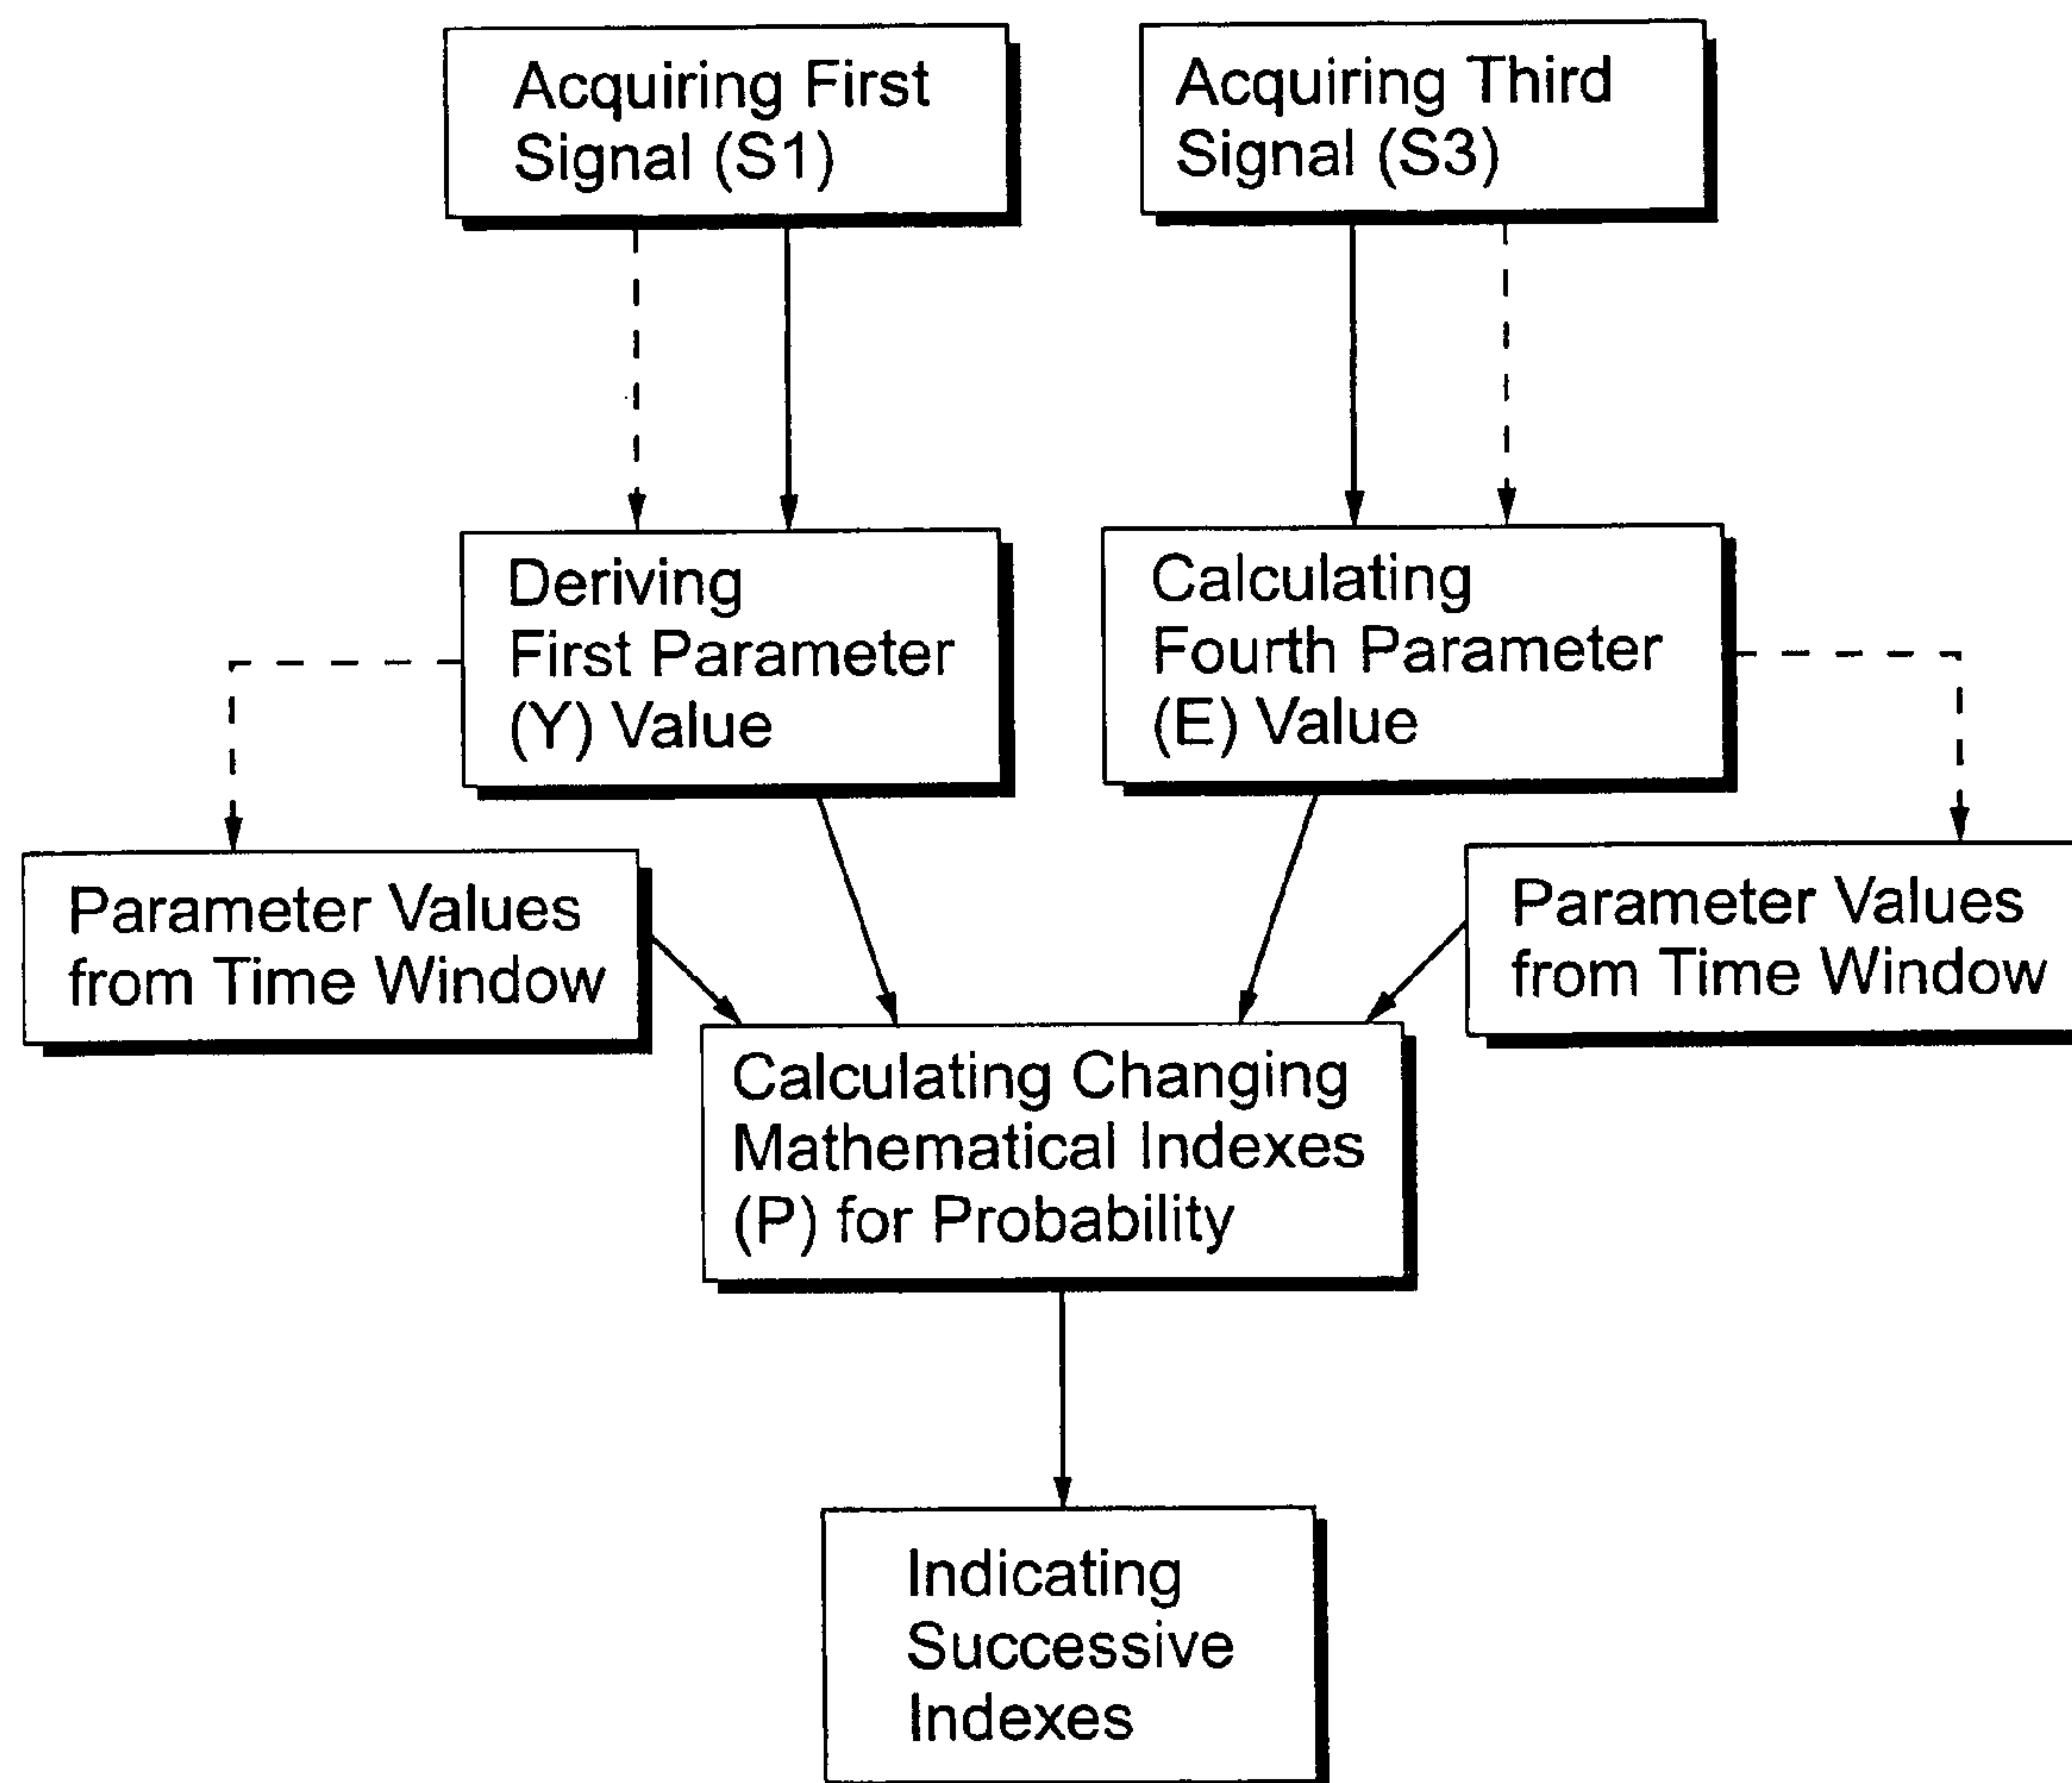 Acquiring First
Signal (S1)
Acquiring Third
Signal (S3)
Deriving
First Parameter
(Y) Value
Calculating
Fourth Parameter
(E) Value
Parameter Values
from Time Window
Parameter Values
from Time Window
Calculating Changing
Mathematical Indexes
(P) for Probability
Indicating
Successive
Indexes